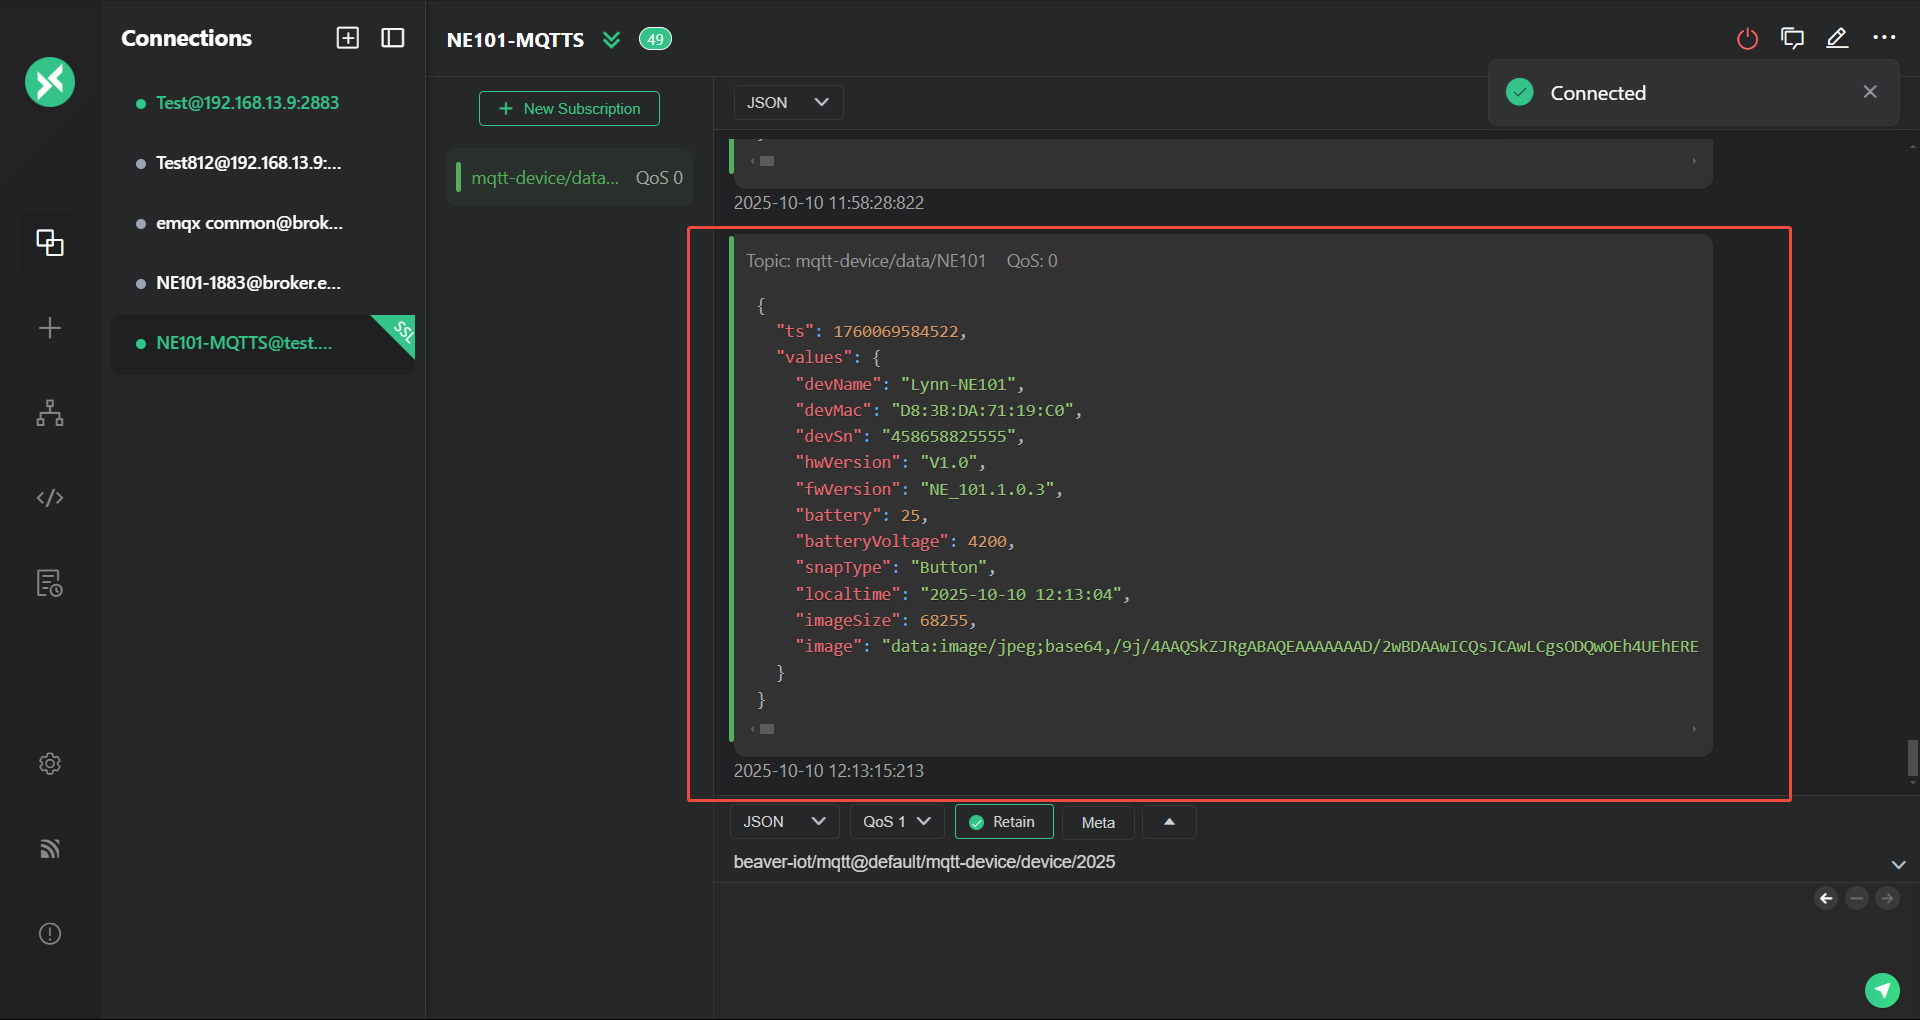 Connections
Test@192.168.13.9:2883
Test812@192.168.13.9:...
emqx common@brok...
NE101-1883@broker.e...
NE101-MQTTS@test....
SSL
NE101-MQTTS
49
Connected
+ New Subscription
mqtt-device/data... QoS 0
JSON
2025-10-10 11:58:28:822
Topic: mqtt-device/data/NE101 QoS: 0
{
"ts": 1760069584522,
"values": {
"devName": "Lynn-NE101",
"devMac": "D8:3B:DA:71:19:C0",
"devSn": "458658825555",
"hwVersion": "V1.0",
"fwVersion": "NE_101.1.0.3",
"battery": 25,
"batteryVoltage": 4200,
"snapType": "Button",
"localtime": "2025-10-10 12:13:04",
"imageSize": 68255,
"image": "data:image/jpeg;base64,/9j/4AAQSkZJRgABAQEAAAAAAAD/2wBDAAwICQsJCAwLCgsODQwOEh4UEhERE
}
}
2025-10-10 12:13:15:213
JSON QoS 1 Retain Meta
beaver-iot/mqtt@default/mqtt-device/device/2025